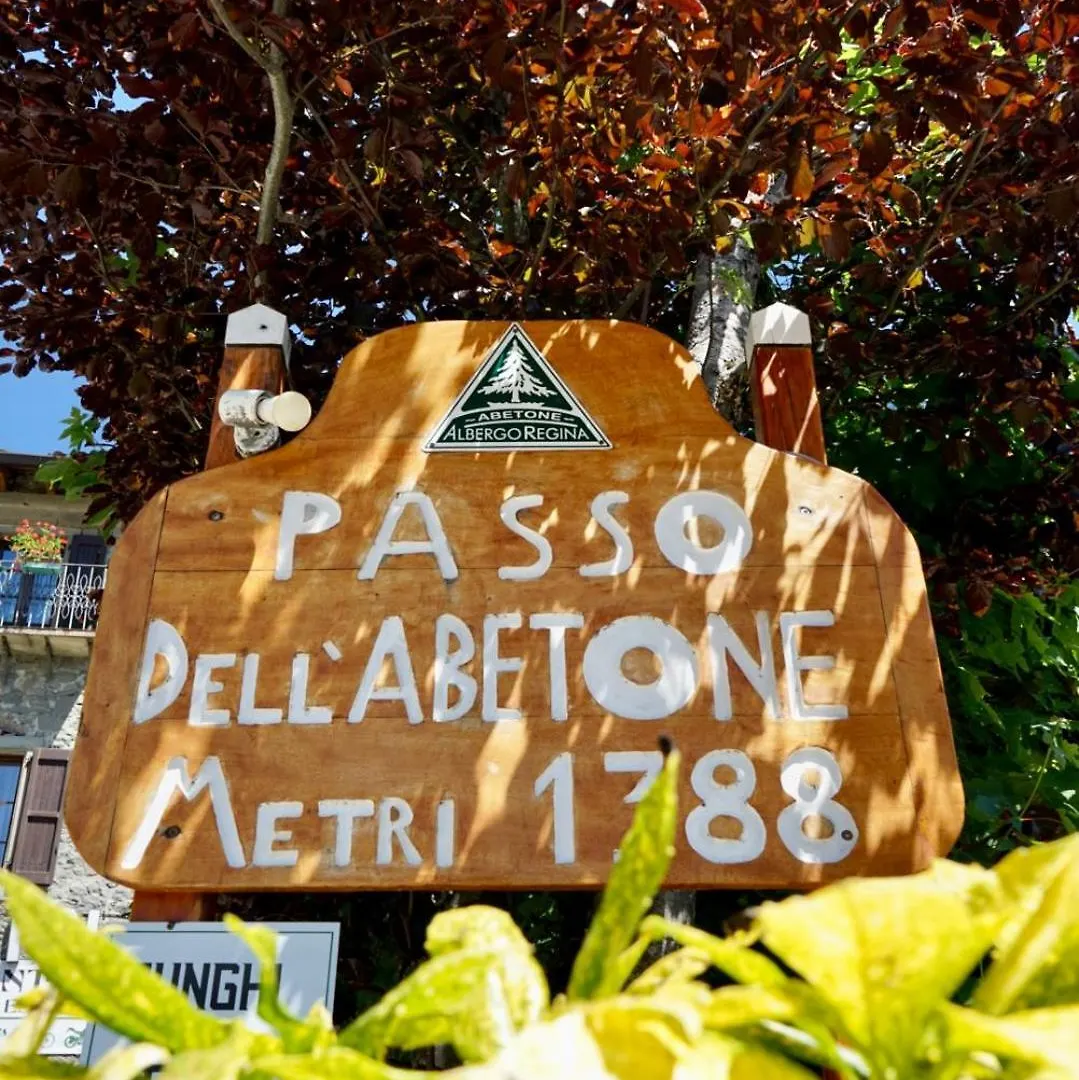 ABETONE
ALBERGO REGINA
PASSO
DELL'ABETONE
METRI 1788